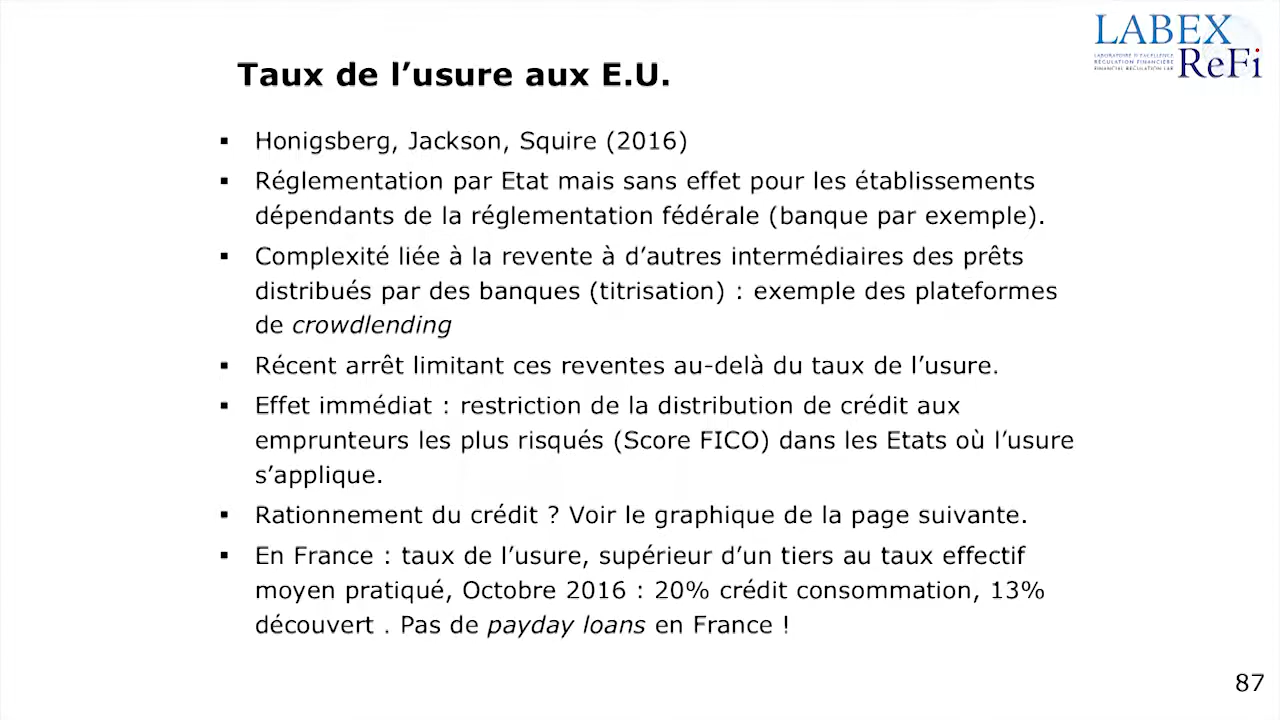 LABEX
LABORATOIRE D'EXCELLENCE
RÉGULATION FINANCIÈRE
FINANCIAL REGULATION LAB
ReFi
Taux de l’usure aux E.U.
▪ Honigsberg, Jackson, Squire (2016)
▪ Réglementation par Etat mais sans effet pour les établissements
dépendants de la réglementation fédérale (banque par exemple).
▪ Complexité liée à la revente à d’autres intermédiaires des prêts
distribués par des banques (titrisation) : exemple des plateformes
de crowdlending
▪ Récent arrêt limitant ces reventes au-delà du taux de l’usure.
▪ Effet immédiat : restriction de la distribution de crédit aux
emprunteurs les plus risqués (Score FICO) dans les Etats où l’usure
s’applique.
▪ Rationnement du crédit ? Voir le graphique de la page suivante.
▪ En France : taux de l’usure, supérieur d’un tiers au taux effectif
moyen pratiqué, Octobre 2016 : 20% crédit consommation, 13%
découvert . Pas de payday loans en France !
87